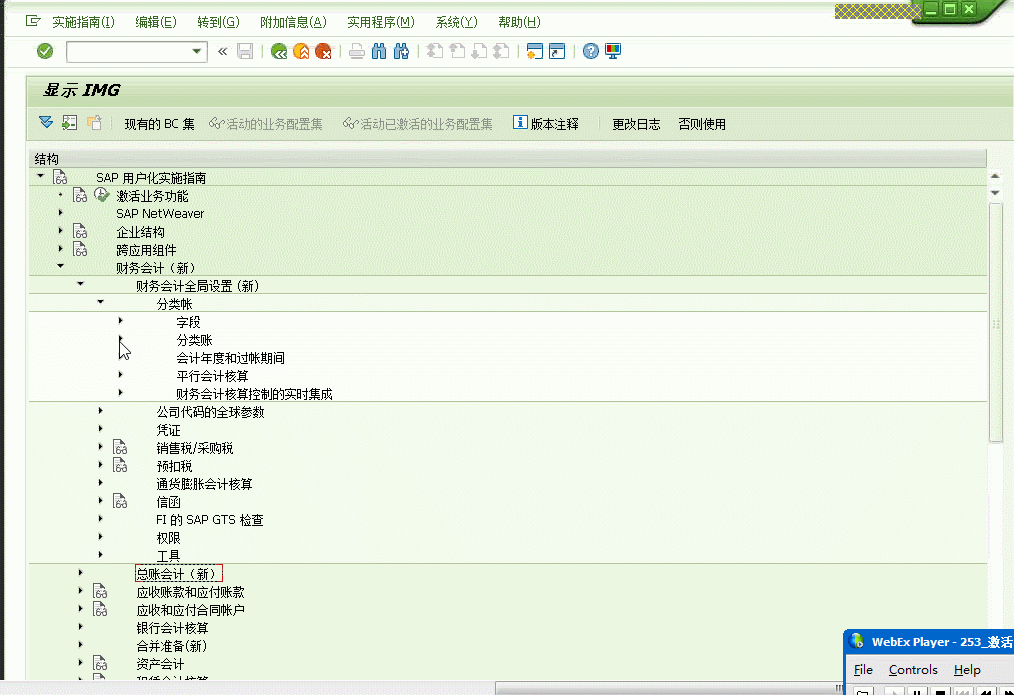 实施指南(I) 编辑(E) 转到(G) 附加信息(A) 实用程序(M) 系统(Y) 帮助(H)
显示 IMG
现有的 BC 集 活动的业务配置集 活动已激活的业务配置集 版本注释 更改日志 否则使用
结构
SAP 用户化实施指南
激活业务功能
SAP NetWeaver
企业结构
跨应用组件
财务会计（新）
财务会计全局设置 (新)
分类帐
字段
分类账
会计年度和过帐期间
平行会计核算
财务会计核算控制的实时集成
公司代码的全球参数
凭证
销售税/采购税
预扣税
通货膨胀会计核算
信函
FI 的 SAP GTS 检查
权限
工具
总账会计（新）
应收账款和应付账款
应收和应付合同帐户
银行会计核算
合并准备(新)
资产会计
WebEx Player - 253_激活
File Controls Help